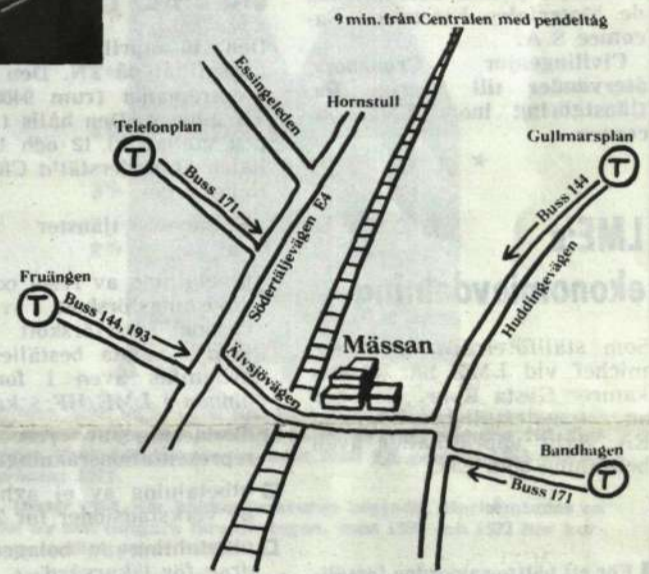 9 min. från Centralen med pendeltåg
Essingeleden
Hornstull
Telefonplan
T
Buss 171
Gullmarsplan
T
Buss 144
Huddingevägen
Södertäljevägen E4
Fruängen
T
Buss 144, 193
Älvsjövägen
Mässan
Bandhagen
T
Buss 171